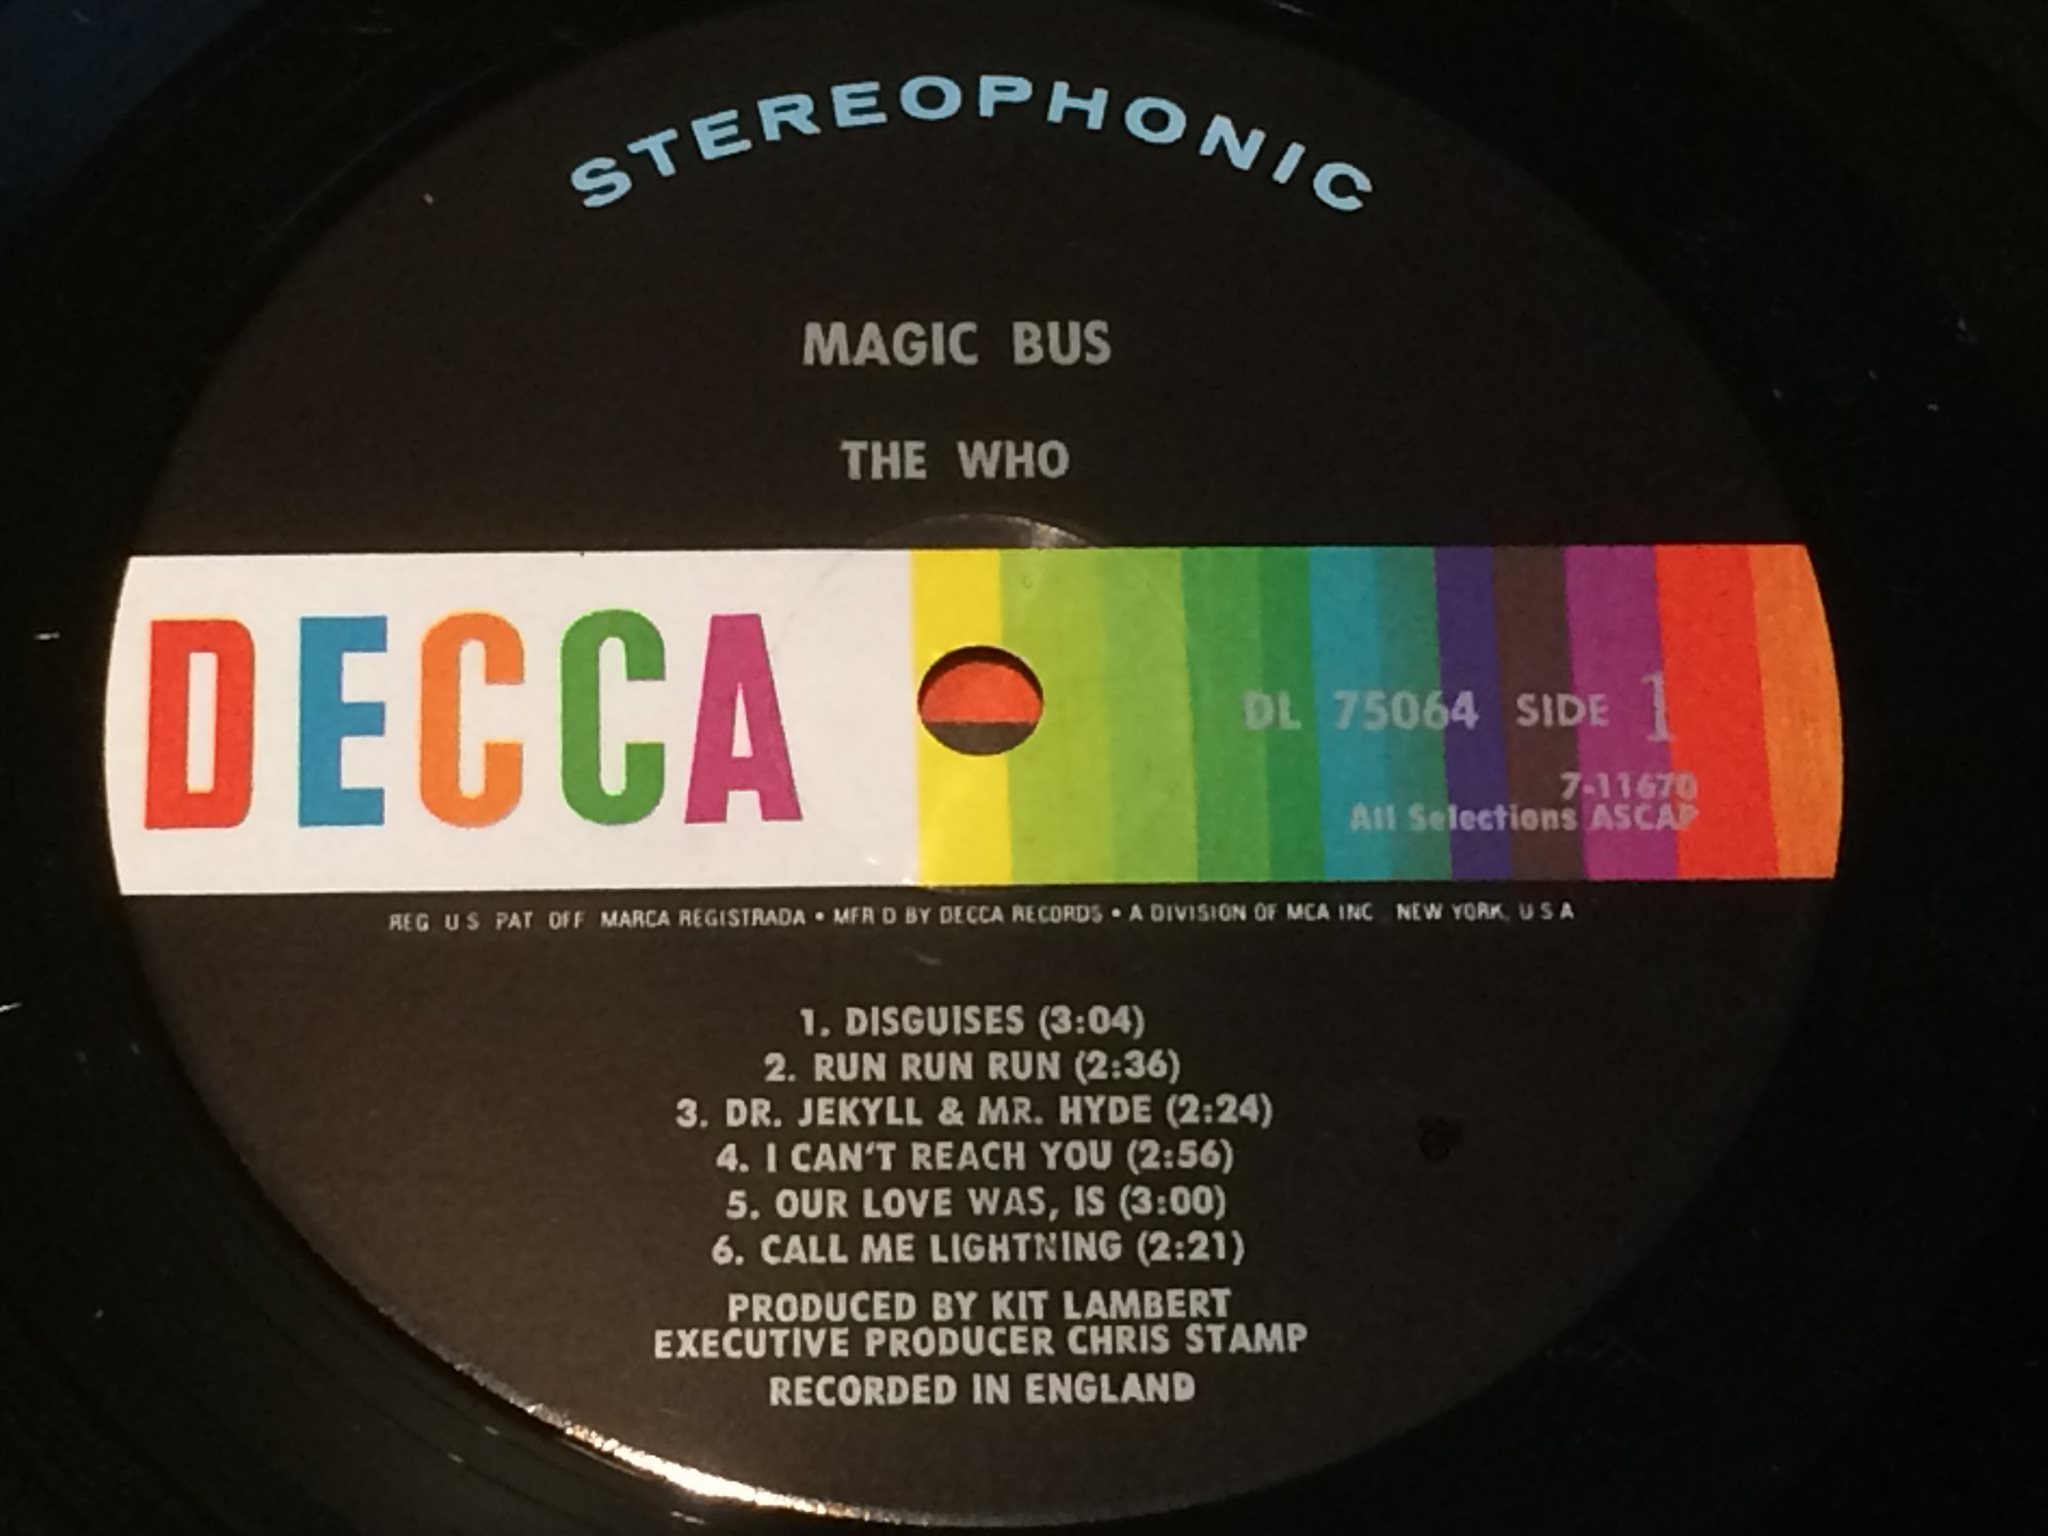 STEREOPHONIC
MAGIC BUS
THE WHO
DECCA
DL 75064 SIDE 1
7-11670
All Selections ASCAP
REG U S PAT OFF MARCA REGISTRADA • MFR D BY DECCA RECORDS • A DIVISION OF MCA INC NEW YORK, U S A
1. DISGUISES (3:04)
2. RUN RUN RUN (2:36)
3. DR. JEKYLL & MR. HYDE (2:24)
4. I CAN'T REACH YOU (2:56)
5. OUR LOVE WAS, IS (3:00)
6. CALL ME LIGHTNING (2:21)
PRODUCED BY KIT LAMBERT
EXECUTIVE PRODUCER CHRIS STAMP
RECORDED IN ENGLAND